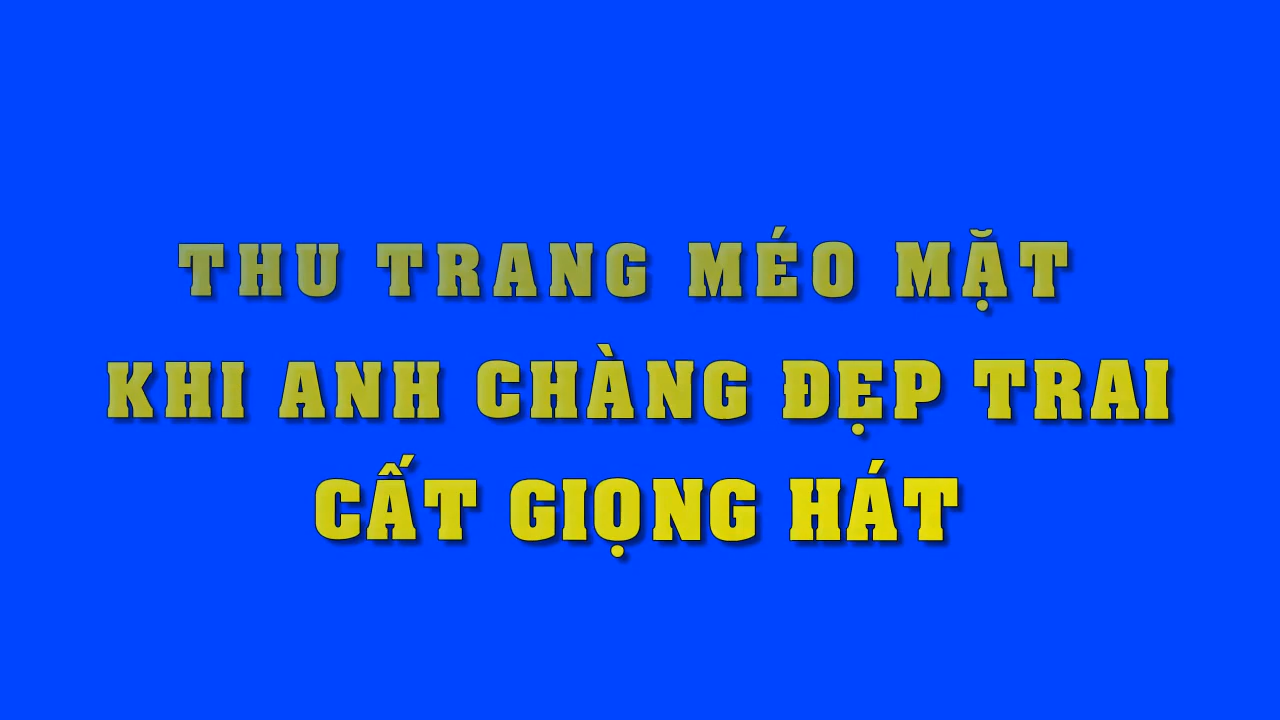 THU TRANG MÉO MẶT
KHI ANH CHÀNG ĐẸP TRAI
CẤT GIỌNG HÁT